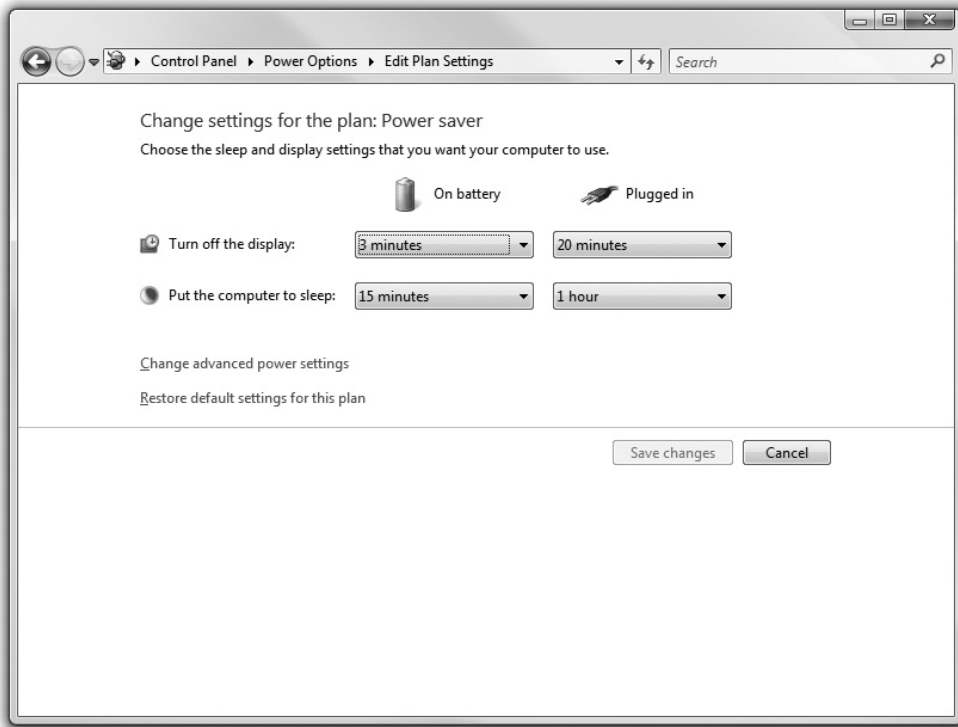 Control Panel Power Options Edit Plan Settings Search
Change settings for the plan: Power saver
Choose the sleep and display settings that you want your computer to use.
On battery Plugged in
Turn off the display: 3 minutes 20 minutes
Put the computer to sleep: 15 minutes 1 hour
Change advanced power settings
Restore default settings for this plan
Save changes Cancel